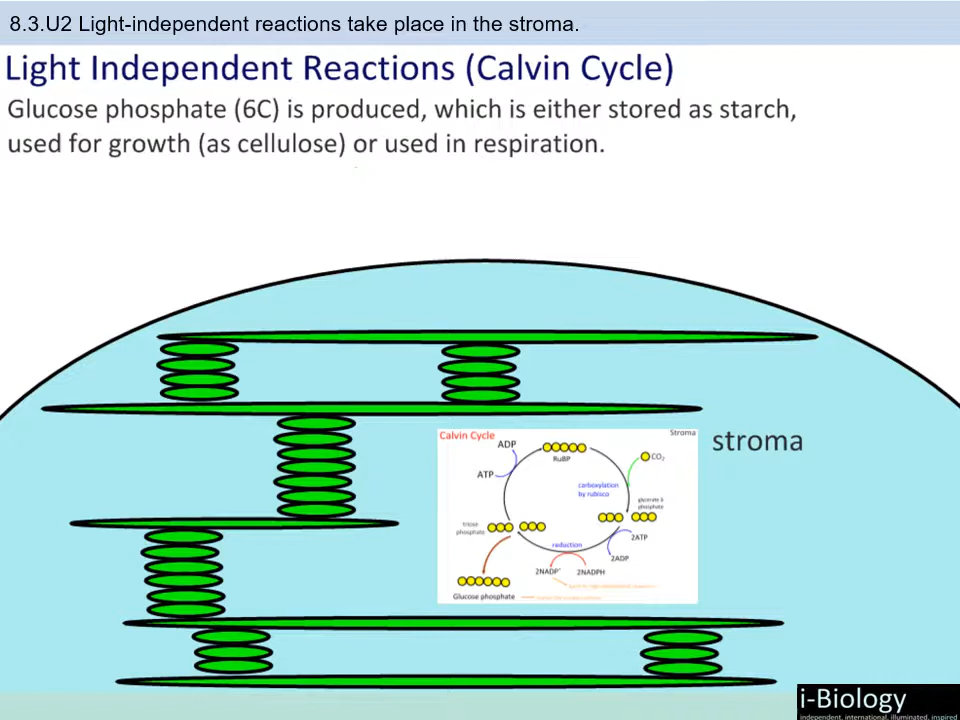 8.3.U2 Light-independent reactions take place in the stroma.
Light Independent Reactions (Calvin Cycle)
Glucose phosphate (6C) is produced, which is either stored as starch,
used for growth (as cellulose) or used in respiration.
stroma
Calvin Cycle
Stroma
ADP
RuBP
CO₂
ATP
carboxylation
by rubisco
glycerate 3
phosphate
triose
phosphate
2ATP
reduction
2ADP
2NADP⁺
2NADPH
Glucose phosphate
i-Biology
independent, international, illuminated, inspired